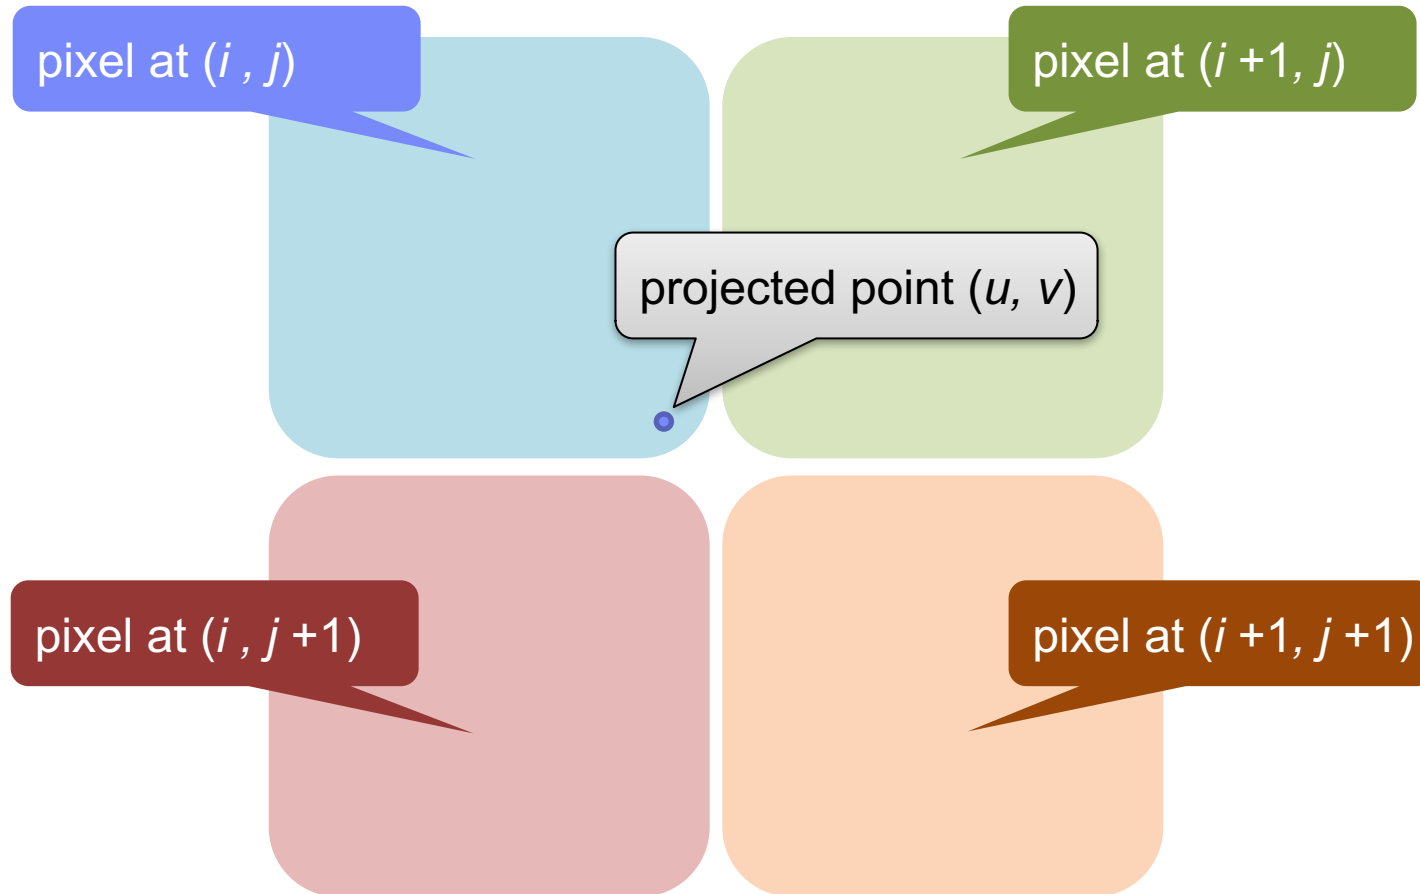 pixel at (i , j)
pixel at (i +1, j)
projected point (u, v)
pixel at (i , j +1)
pixel at (i +1, j +1)